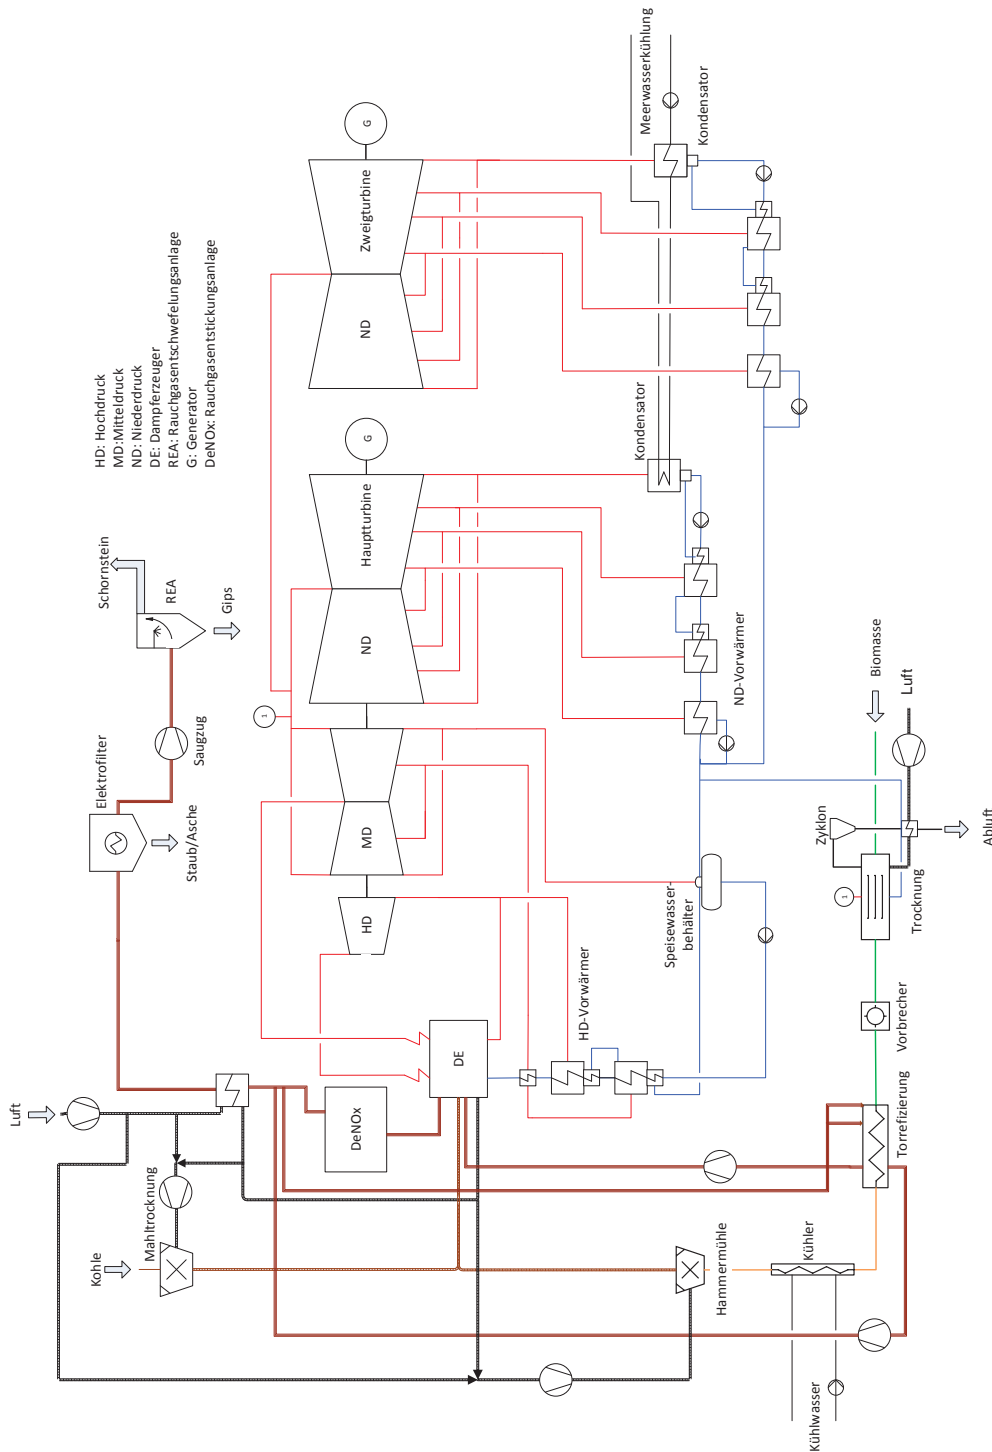 HD: Hochdruck
MD:Mitteldruck
ND: Niederdruck
DE: Dampferzeuger
REA: Rauchgasentschwefelungsanlage
G: Generator
DeNOx: Rauchgasentstickungsanlage
Schornstein
REA
Gips
Saugzug
Elektrofilter
Staub/Asche
Luft
Mahltrocknung
Kohle
DeNOx
DE
HD
MD
1
ND
Hauptturbine
G
ND
Zweigturbine
G
Meerwasserkühlung
Kondensator
Kondensator
ND-Vorwärmer
Speisewasser-
behälter
HD-Vorwärmer
Hammermühle
Kühler
Kühlwasser
Torrefizierung
Vorbrecher
Trocknung
1
Zyklon
Biomasse
Luft
Abluft